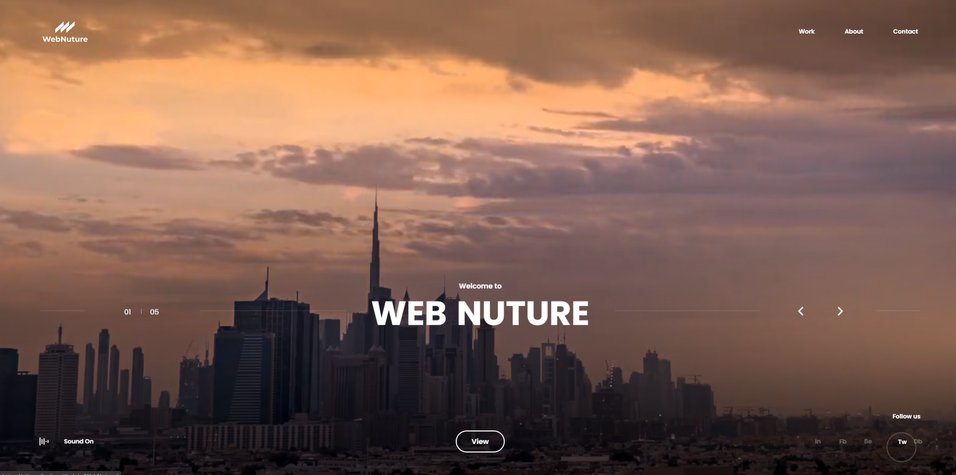 WebNuture
Work
About
Contact
Welcome to
WEB NUTURE
01 | 05
Follow us
Sound On
View
In
Fb
Be
Tw
Db